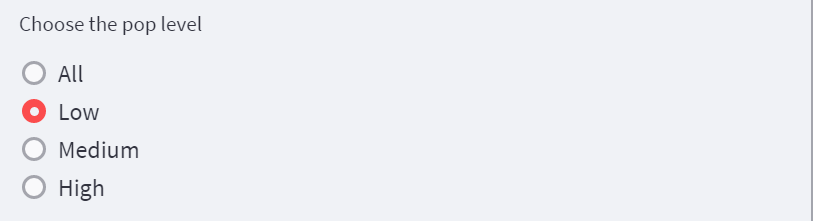 Choose the pop level
All
Low
Medium
High